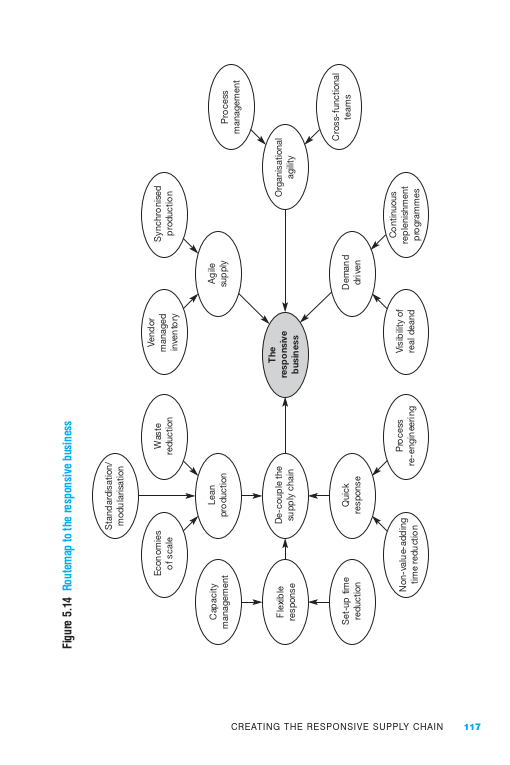 Figure 5.14 Routemap to the responsive business
Standardisation/
modularisation
Economies
of scale
Waste
reduction
Vendor
managed
inventory
Synchronised
production
Process
management
Capacity
management
Lean
production
Agile
supply
Flexible
response
De-couple the
supply chain
The
responsive
business
Organisational
agility
Set-up time
reduction
Quick
response
Demand
driven
Cross-functional
teams
Non-value-adding
time reduction
Process
re-engineering
Visibility of
real deand
Continuous
replenishment
programmes
CREATING THE RESPONSIVE SUPPLY CHAIN 117